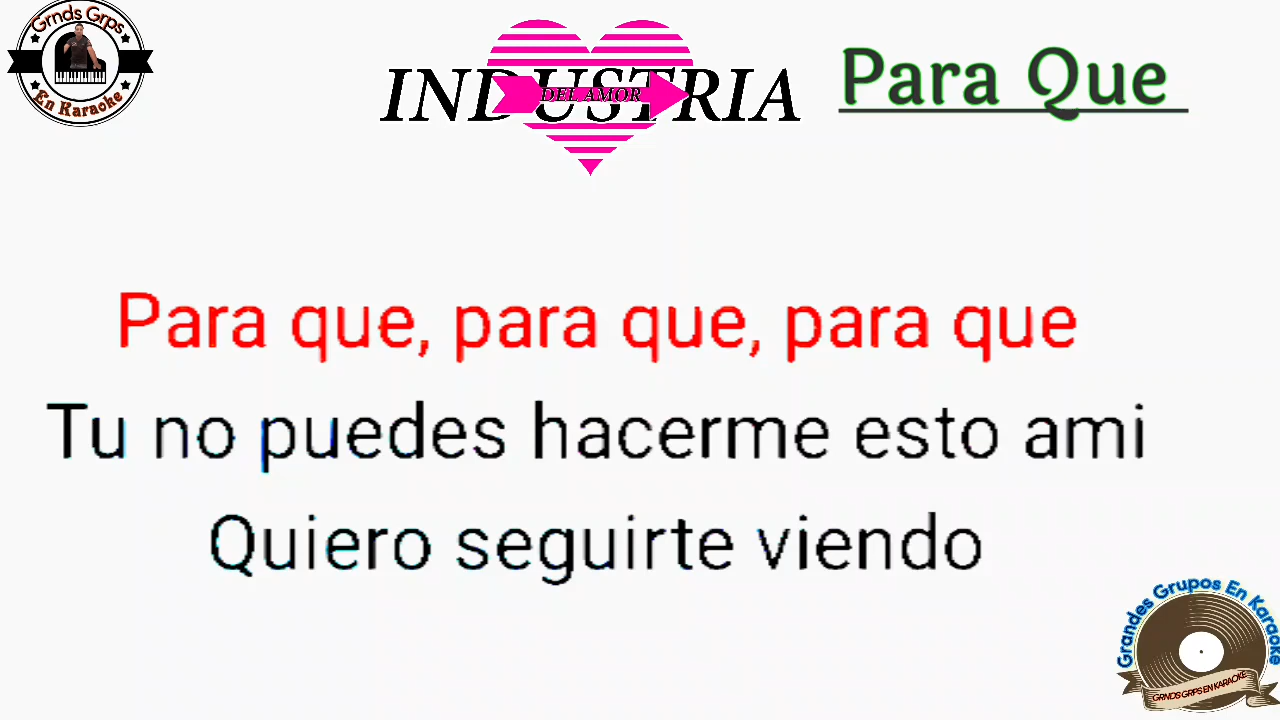 Grnds Grps
En Karaoke
INDUSTRIA
DEL AMOR
Para Que
Para que, para que, para que
Tu no puedes hacerme esto ami
Quiero seguirte viendo
Grandes Grupos En Karaoke
GRNDS GRPS EN KARAOKE